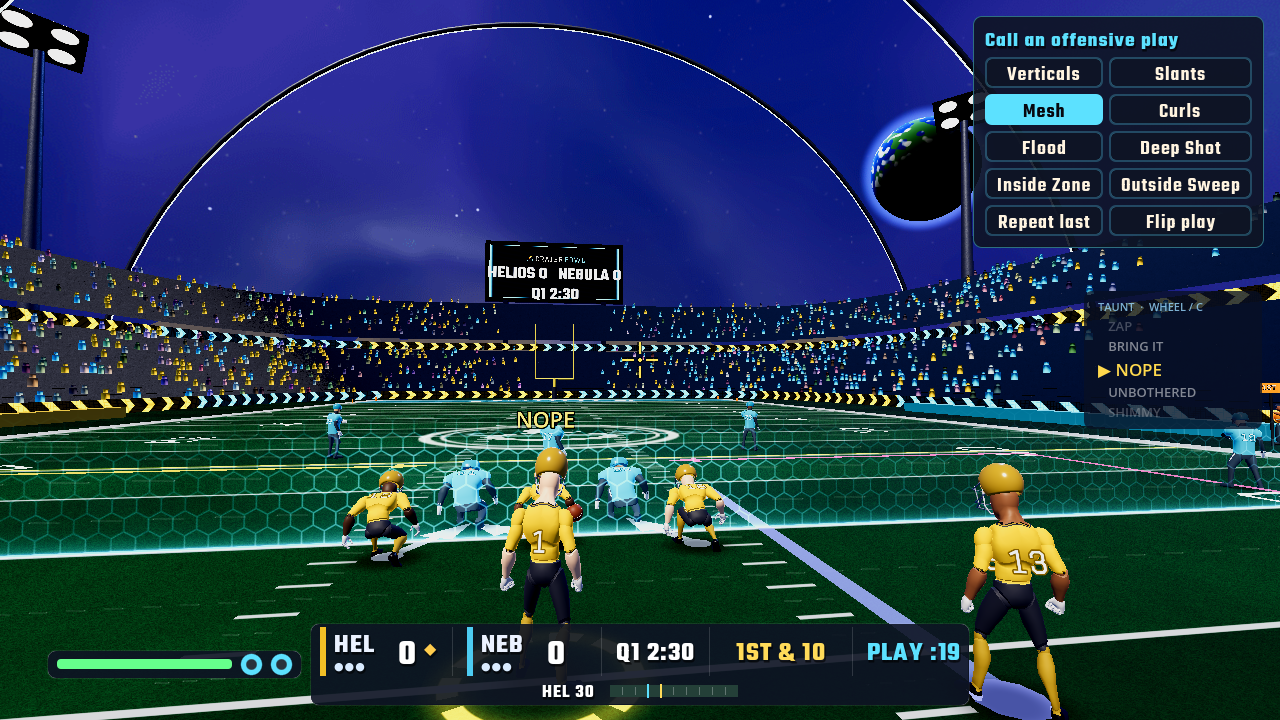 Call an offensive play
Verticals
Slants
Mesh
Curls
Flood
Deep Shot
Inside Zone
Outside Sweep
Repeat last
Flip play
HELIOS 0 NEBULA 0
Q1 2:30
TAUNT · WHEEL / C
ZAP
BRING IT
▶ NOPE
UNBOTHERED
SHIMMY
NOPE
1
13
HEL 0
NEB 0
Q1 2:30
1ST & 10
PLAY :19
HEL 30